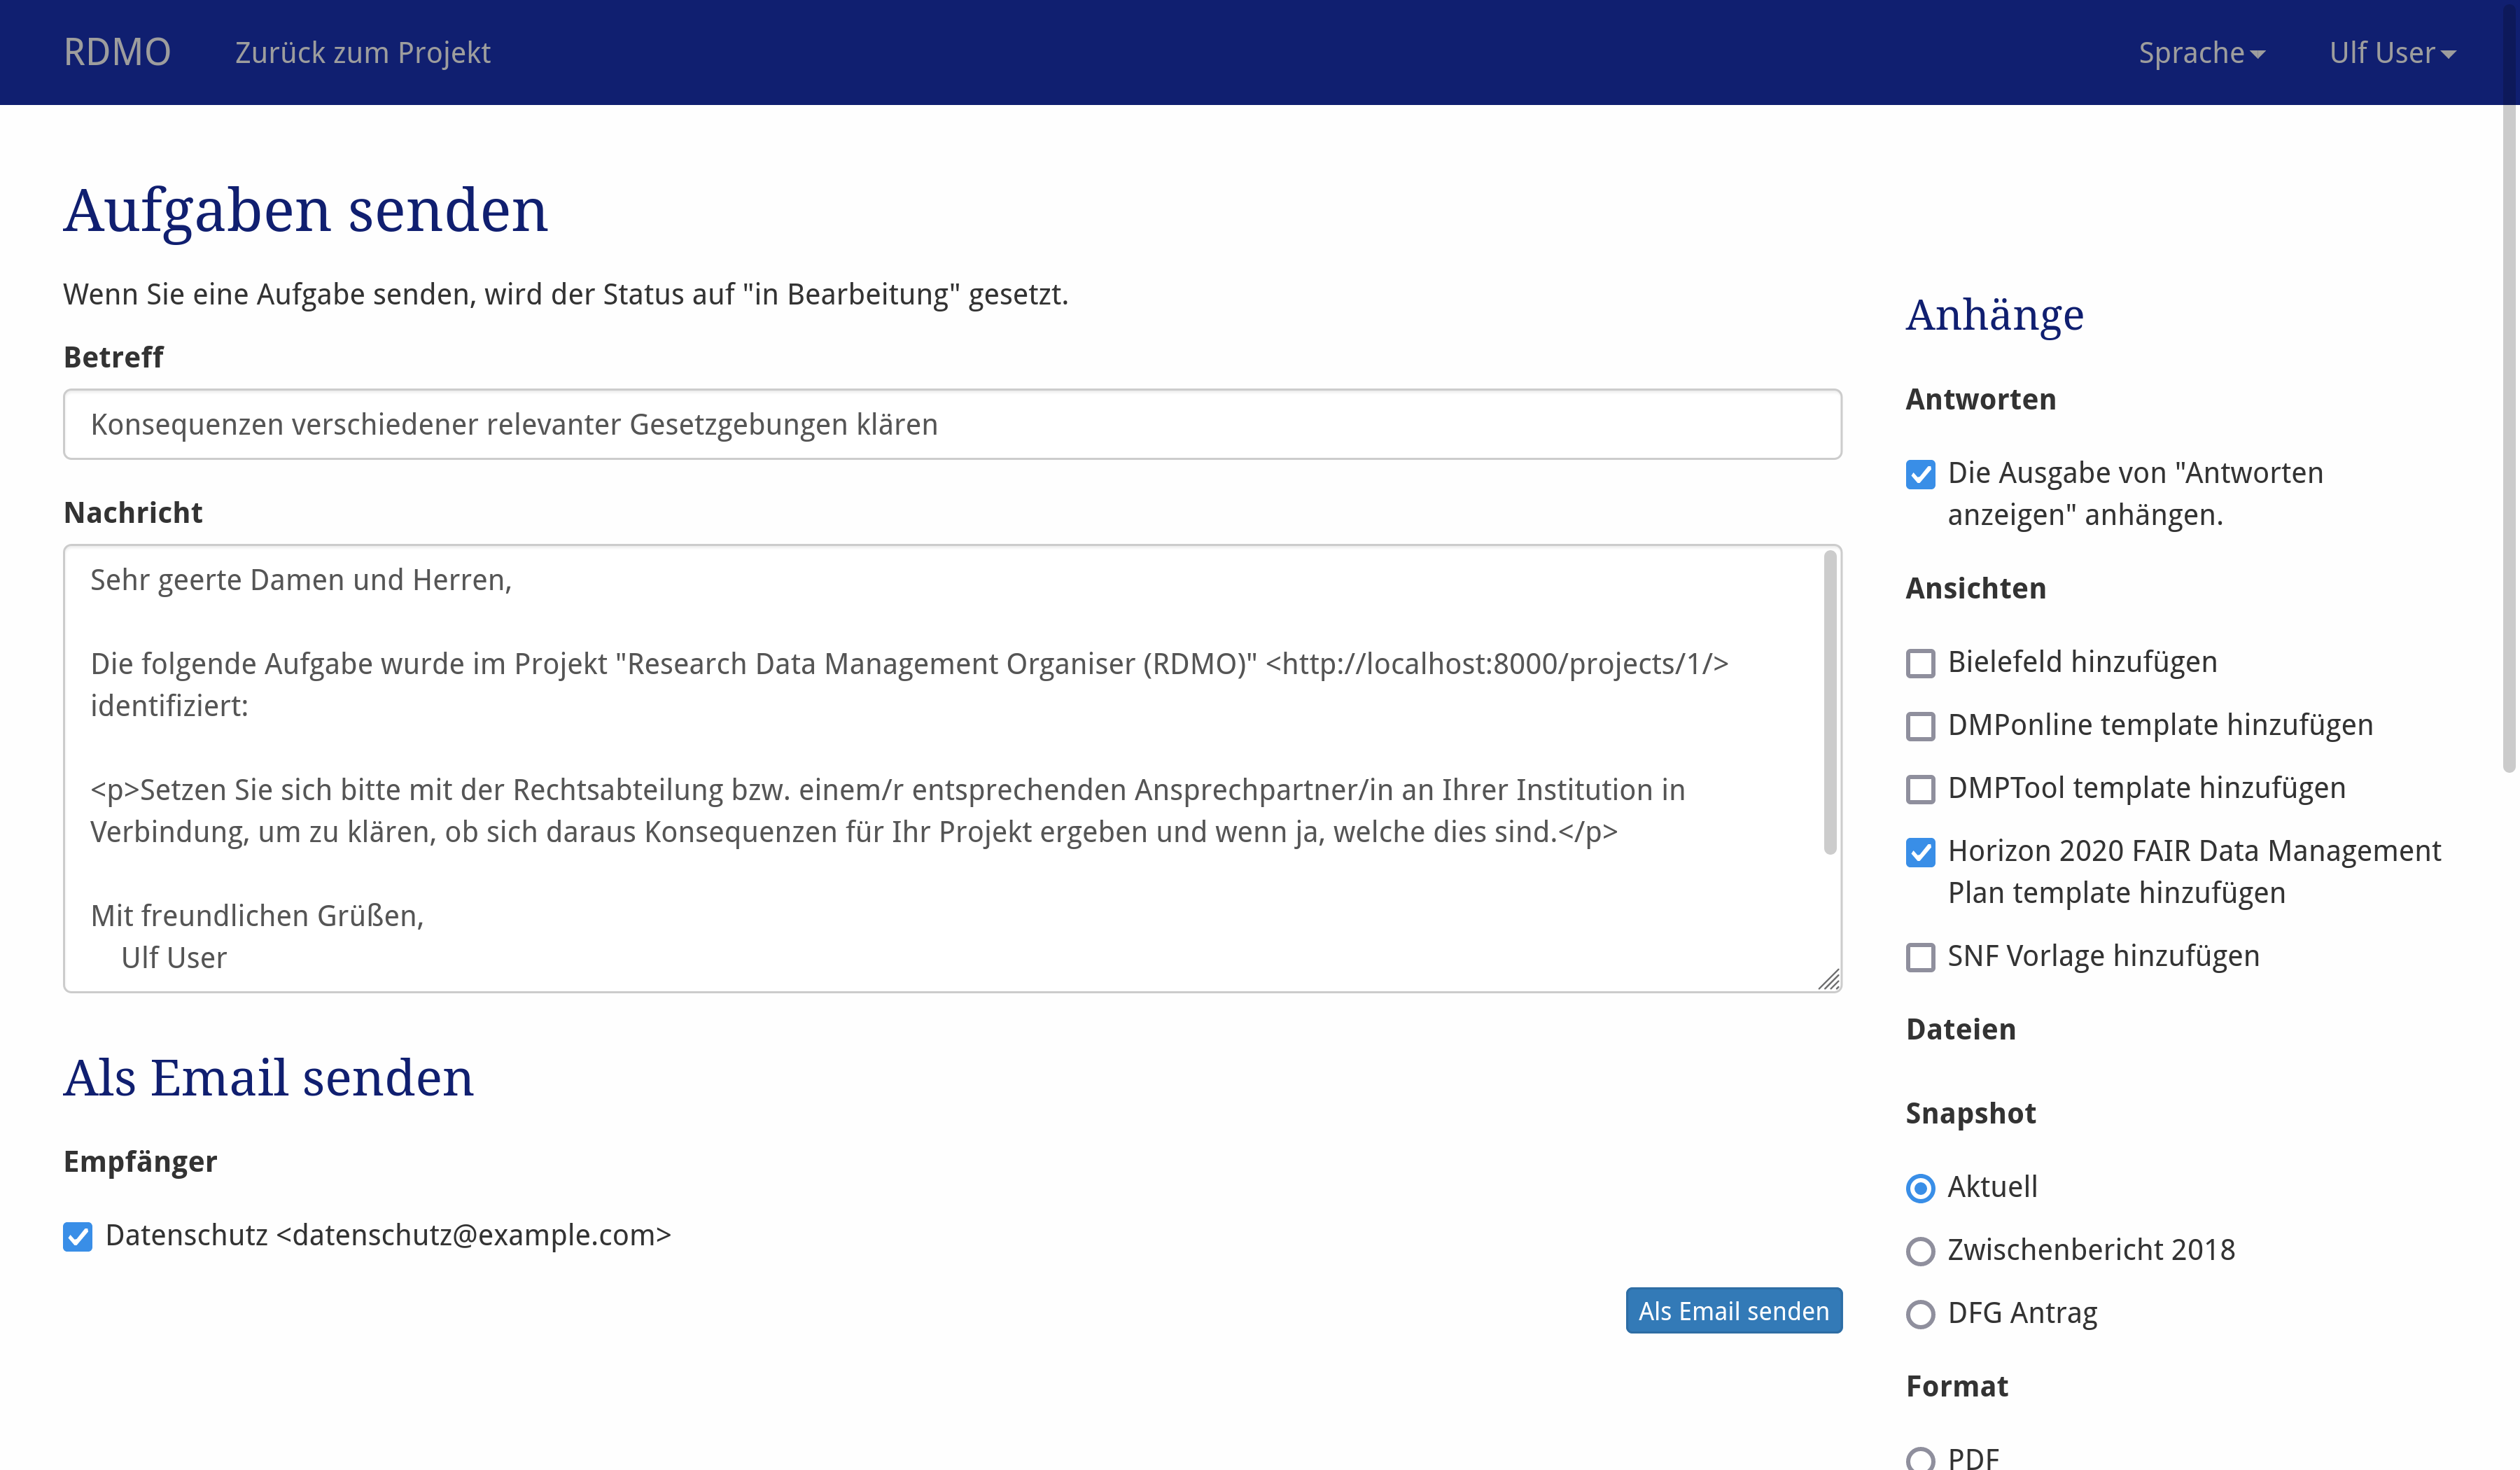 RDMO Zurück zum Projekt Sprache Ulf User
Aufgaben senden
Wenn Sie eine Aufgabe senden, wird der Status auf "in Bearbeitung" gesetzt.
Betreff
Konsequenzen verschiedener relevanter Gesetzgebungen klären
Nachricht
Sehr geerte Damen und Herren,
Die folgende Aufgabe wurde im Projekt "Research Data Management Organiser (RDMO)" <http://localhost:8000/projects/1/>
identifiziert:
<p>Setzen Sie sich bitte mit der Rechtsabteilung bzw. einem/r entsprechenden Ansprechpartner/in an Ihrer Institution in
Verbindung, um zu klären, ob sich daraus Konsequenzen für Ihr Projekt ergeben und wenn ja, welche dies sind.</p>
Mit freundlichen Grüßen,
Ulf User
Als Email senden
Empfänger
Datenschutz <datenschutz@example.com>
Als Email senden
Anhänge
Antworten
Die Ausgabe von "Antworten
anzeigen" anhängen.
Ansichten
Bielefeld hinzufügen
DMPonline template hinzufügen
DMPTool template hinzufügen
Horizon 2020 FAIR Data Management
Plan template hinzufügen
SNF Vorlage hinzufügen
Dateien
Snapshot
Aktuell
Zwischenbericht 2018
DFG Antrag
Format
PDF